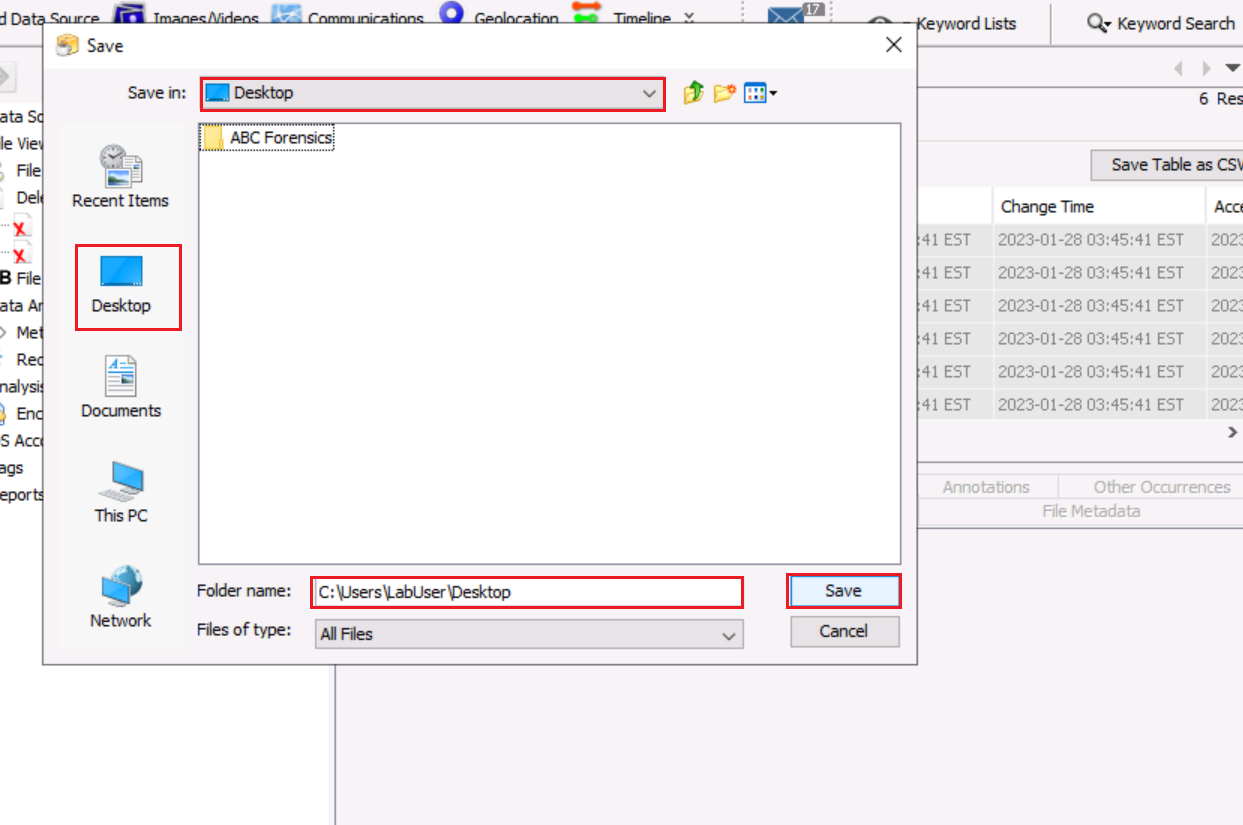 d Data Source Images/Videos Communications Geolocation Timeline 17 Keyword Lists Keyword Search
Save
Save in: Desktop
6 Res
ABC Forensics
Save Table as CSV
Recent Items
Desktop
Documents
This PC
Network
ata So
le View
File
Dele
B File
ata Ar
Met
Rec
nalysis
Enc
S Acco
ags
eports
Change Time Acce
:41 EST 2023-01-28 03:45:41 EST 2023
:41 EST 2023-01-28 03:45:41 EST 2023
:41 EST 2023-01-28 03:45:41 EST 2023
:41 EST 2023-01-28 03:45:41 EST 2023
:41 EST 2023-01-28 03:45:41 EST 2023
:41 EST 2023-01-28 03:45:41 EST 2023
Annotations Other Occurrences
File Metadata
Folder name: C:\Users\LabUser\Desktop Save
Files of type: All Files Cancel